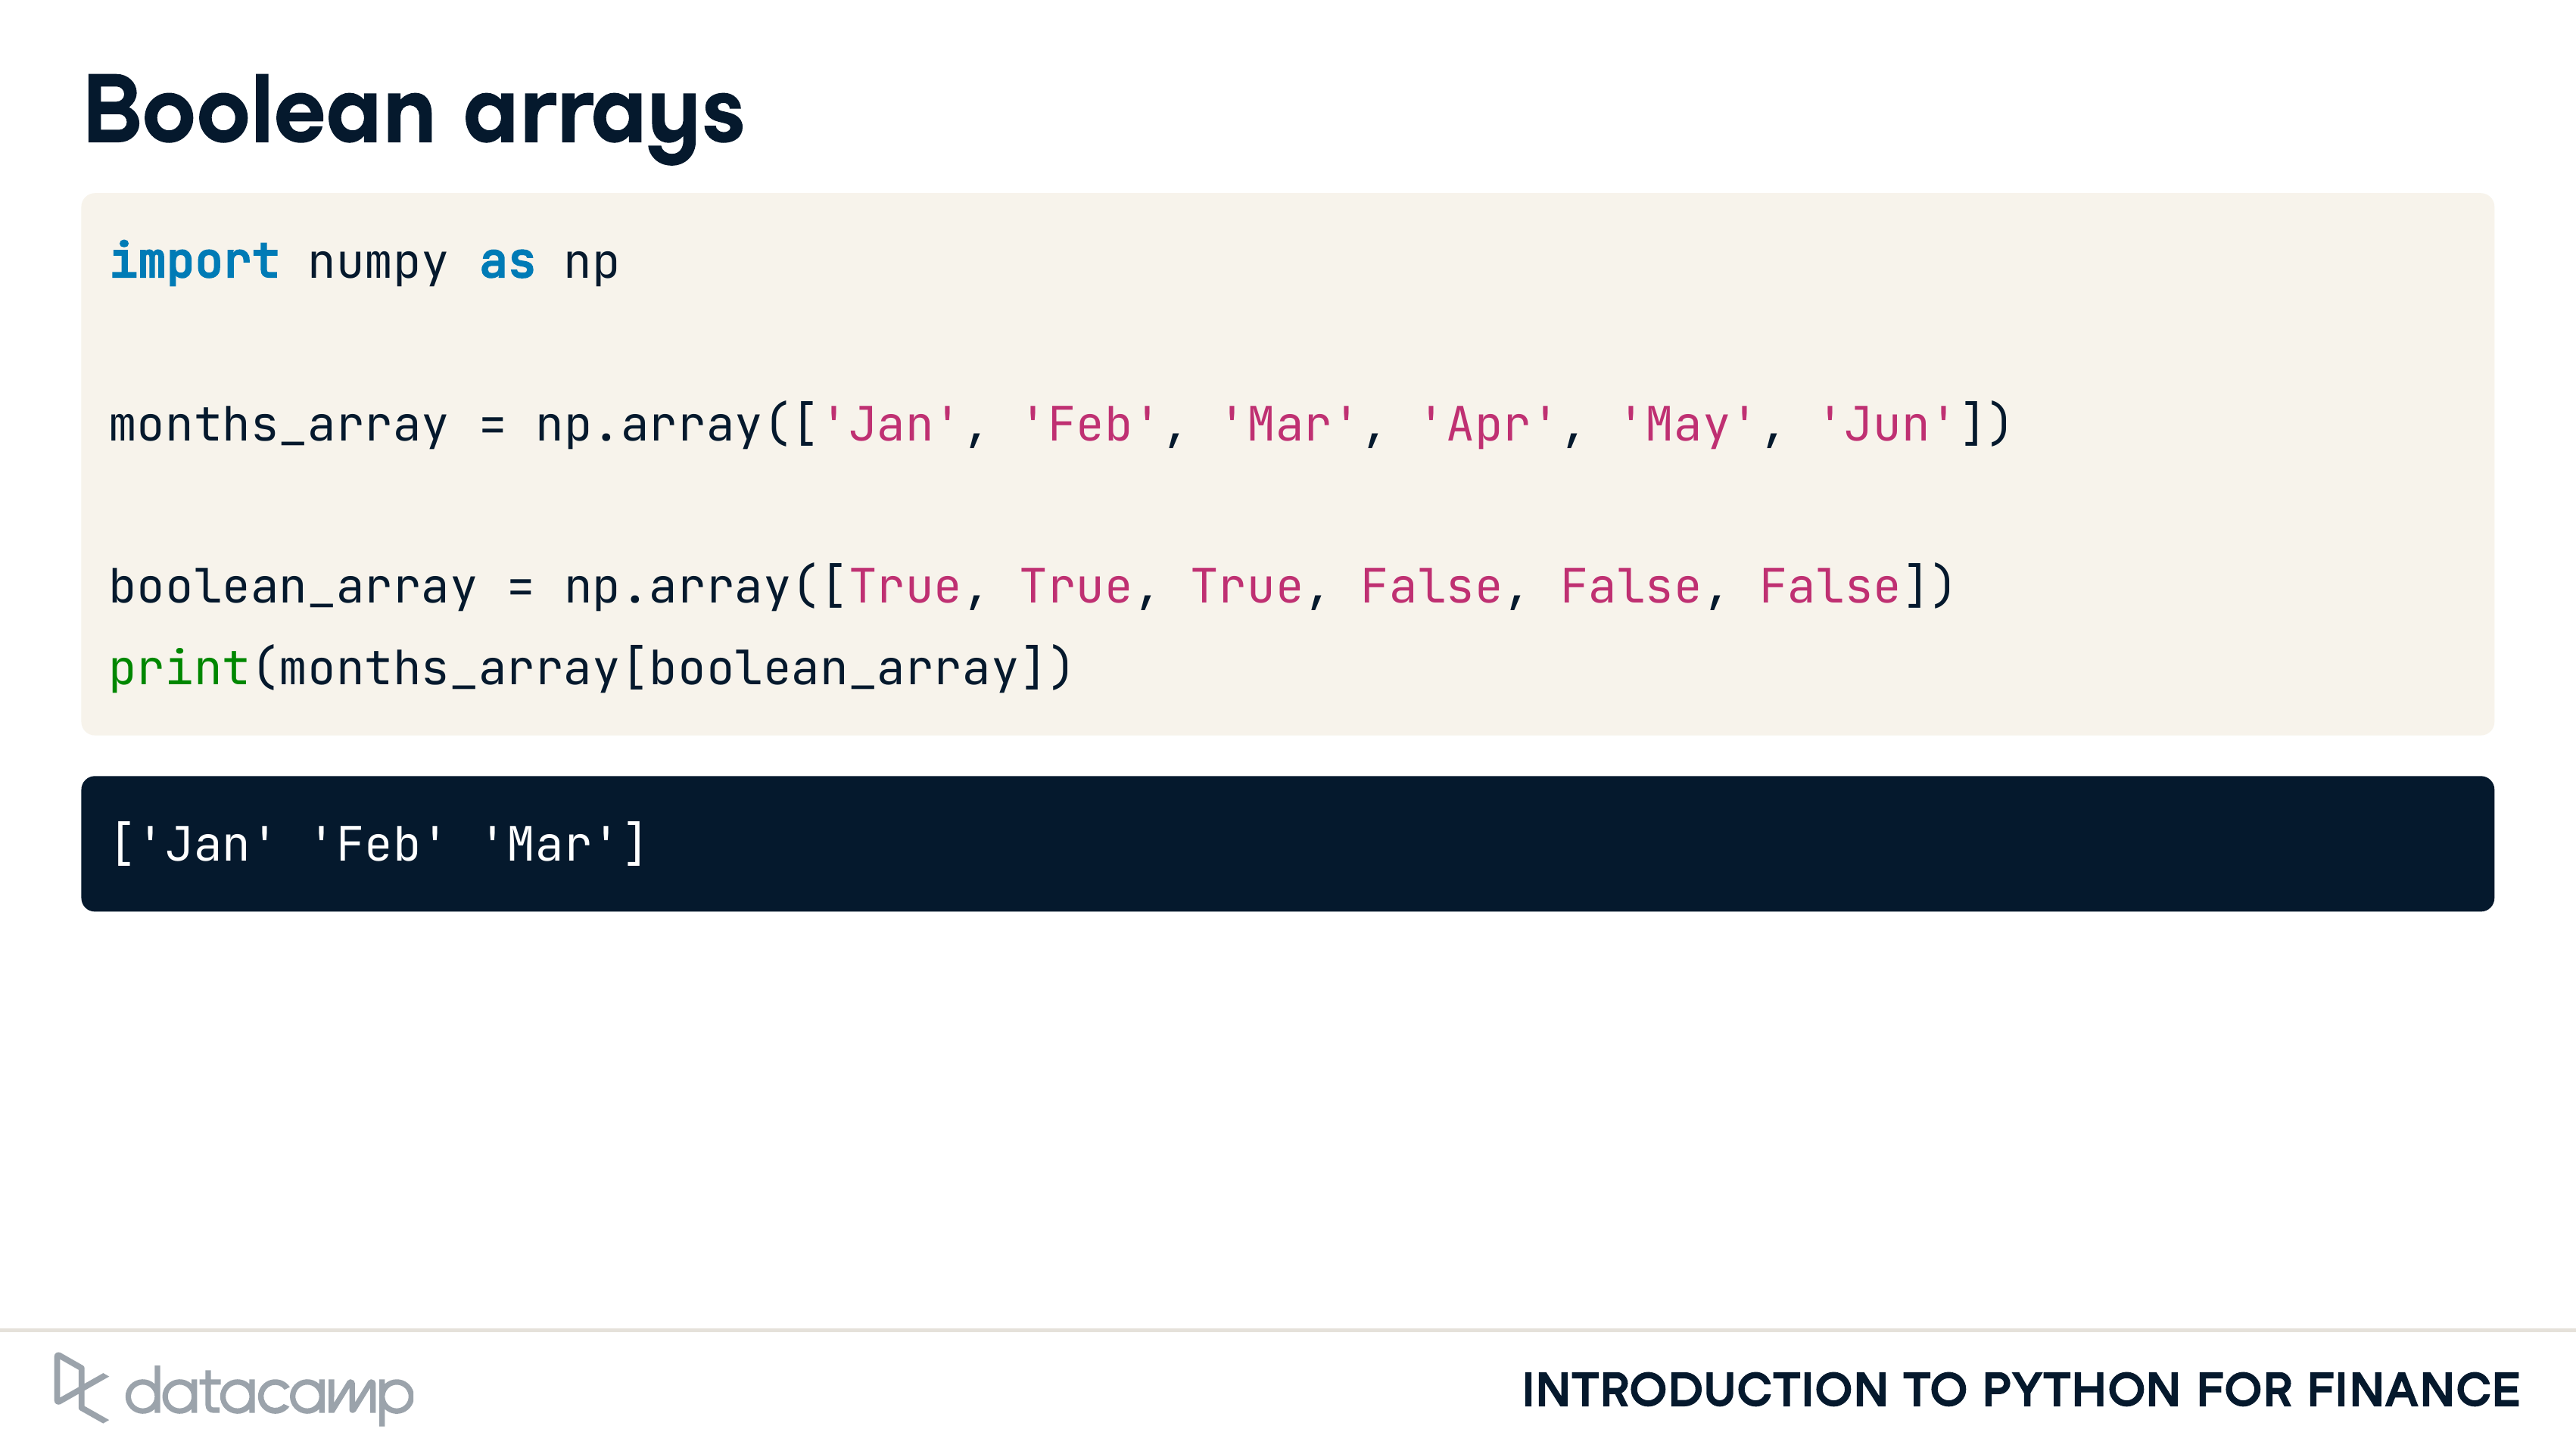 Boolean arrays
import numpy as np
months_array = np.array(['Jan', 'Feb', 'Mar', 'Apr', 'May', 'Jun'])
boolean_array = np.array([True, True, True, False, False, False])
print(months_array[boolean_array])
['Jan' 'Feb' 'Mar']
datacamp
INTRODUCTION TO PYTHON FOR FINANCE